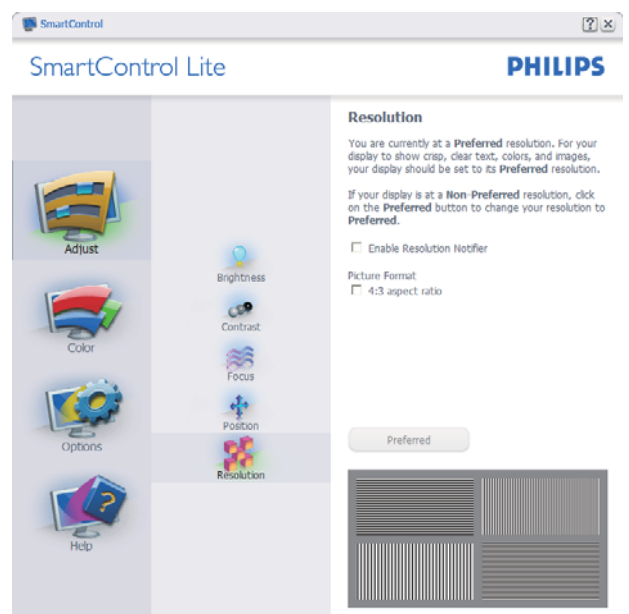 SmartControl
SmartControl Lite
PHILIPS
Adjust
Color
Options
Help
Brightness
Contrast
Focus
Position
Resolution
Resolution
You are currently at a Preferred resolution. For your
display to show crisp, clear text, colors, and images,
your display should be set to its Preferred resolution.
If your display is at a Non-Preferred resolution, click
on the Preferred button to change your resolution to
Preferred.
Enable Resolution Notifier
Picture Format
4:3 aspect ratio
Preferred